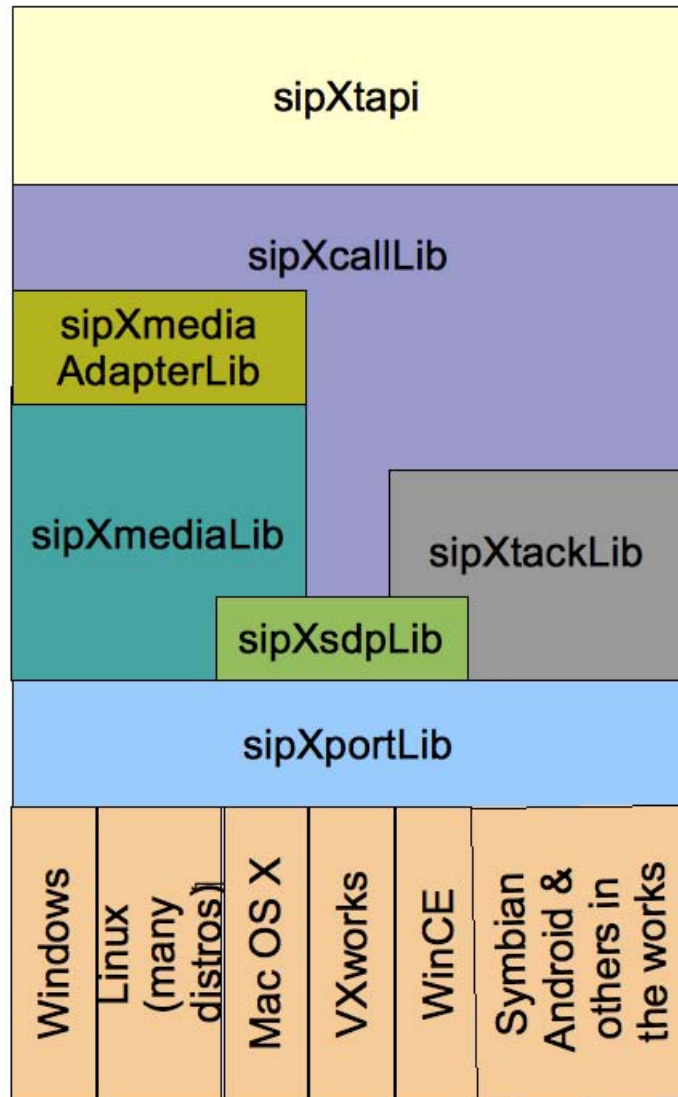 sipXtapi
sipXcallLib
sipXmedia
AdapterLib
sipXmediaLib
sipXtackLib
sipXsdpLib
sipXportLib
Windows
Linux
(many
distros)
Mac OS X
VXworks
WinCE
Symbian
Android &
others in
the works